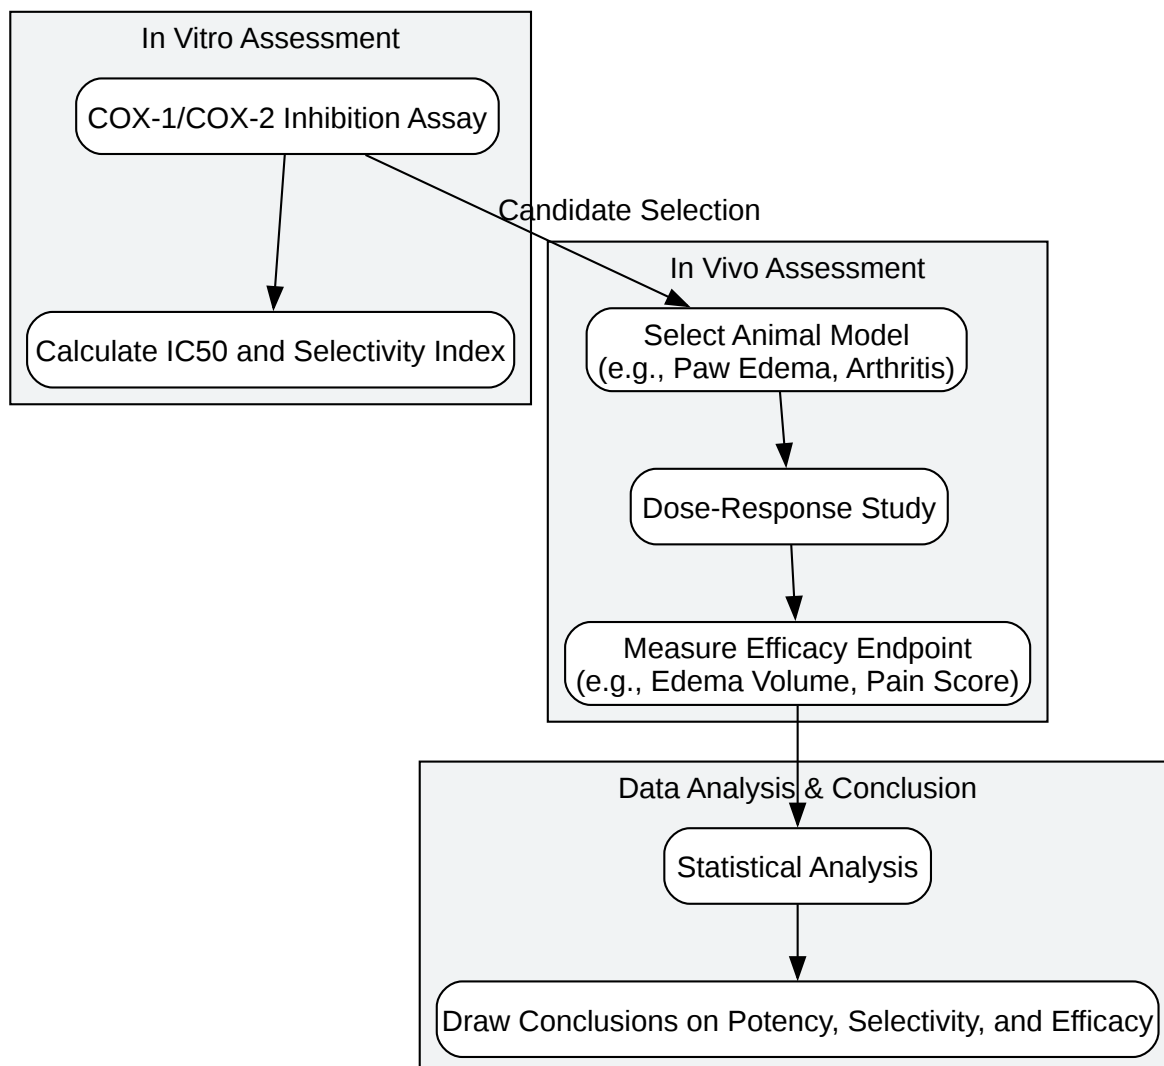 In Vitro Assessment
COX-1/COX-2 Inhibition Assay
Candidate Selection
In Vivo Assessment
Calculate IC50 and Selectivity Index
Select Animal Model
(e.g., Paw Edema, Arthritis)
Dose-Response Study
Measure Efficacy Endpoint
(e.g., Edema Volume, Pain Score)
Data Analysis & Conclusion
Statistical Analysis
Draw Conclusions on Potency, Selectivity, and Efficacy